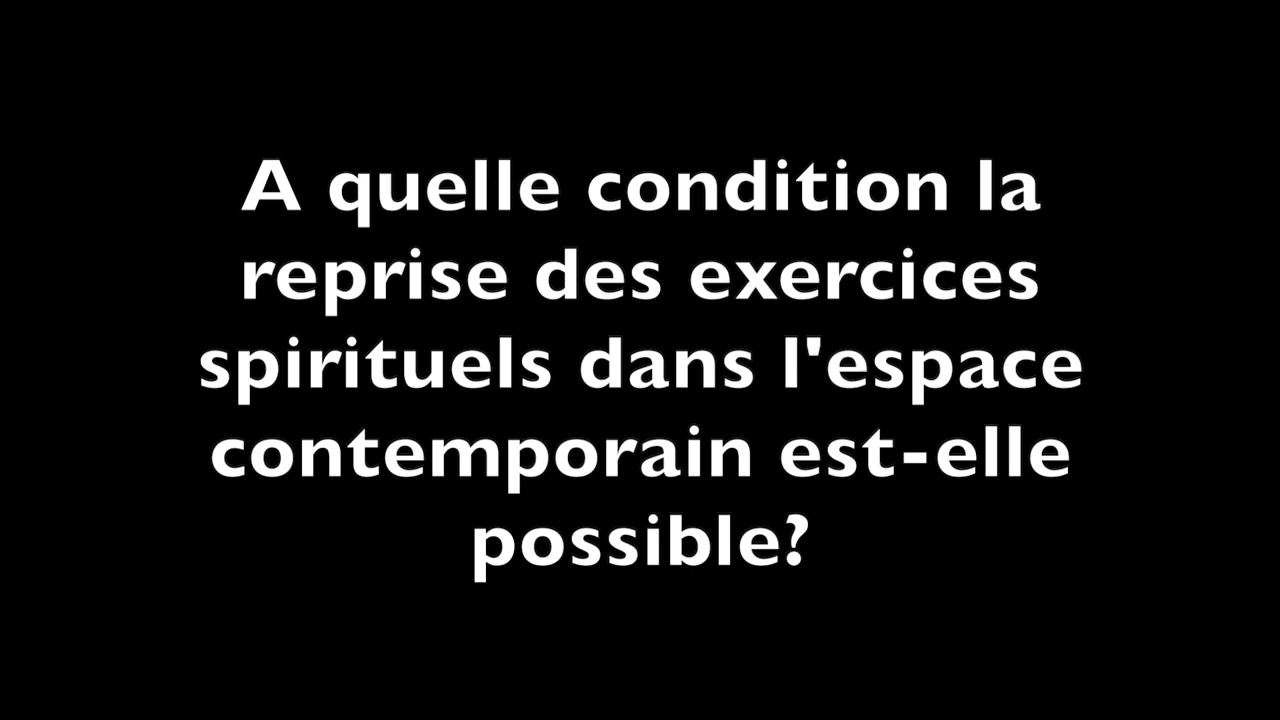 A quelle condition la
reprise des exercices
spirituels dans l'espace
contemporain est-elle
possible?